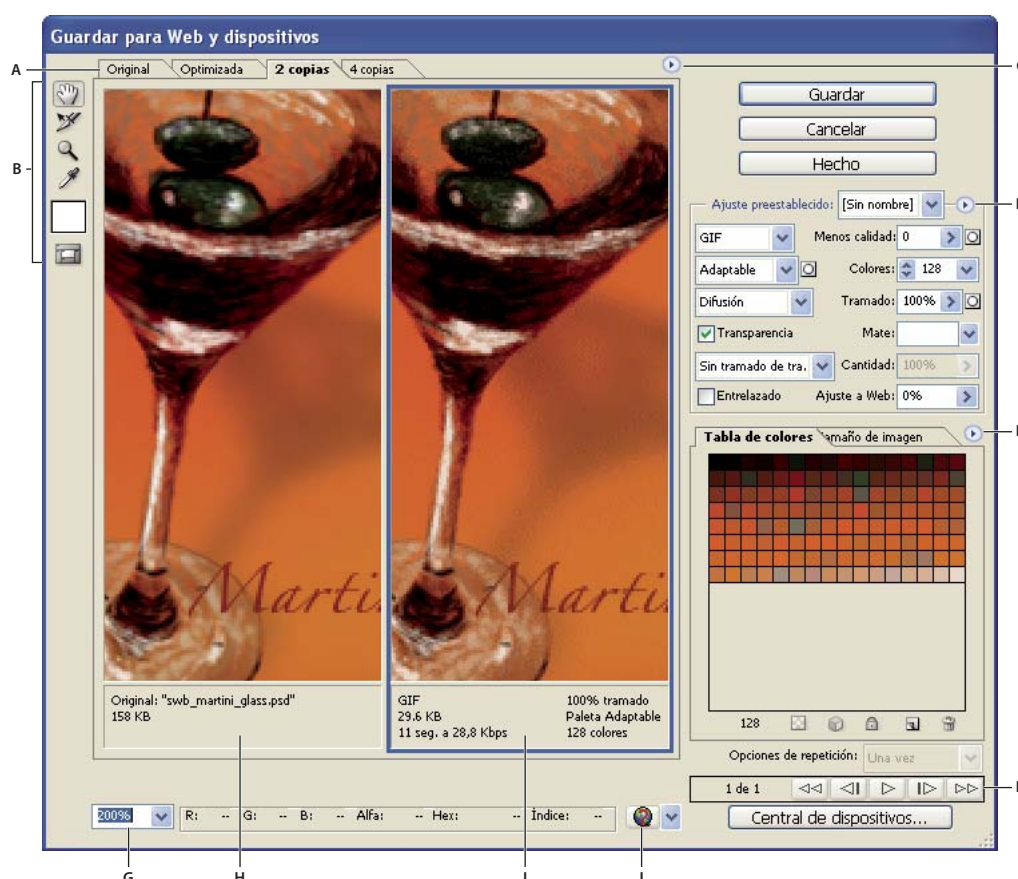 Guardar para Web y dispositivos
A
Original Optimizada 2 copias 4 copias
B
Guardar
Cancelar
Hecho
Ajuste preestablecido: [Sin nombre]
GIF Menos calidad: 0
Adaptable Colores: 128
Difusión Tramado: 100%
Transparencia Mate:
Sin tramado de tra. Cantidad: 100%
Entrelazado Ajuste a Web: 0%
Tabla de colores amaño de imagen
Marti
Marti
Original: "swb_martini_glass.psd"
158 KB
GIF 100% tramado
29.6 KB Paleta Adaptable
11 seg. a 28,8 Kbps 128 colores
128
Opciones de repetición: Una vez
1 de 1
200% R: -- G: -- B: -- Alfa: -- Hex: -- Índice: --
Central de dispositivos...
G H